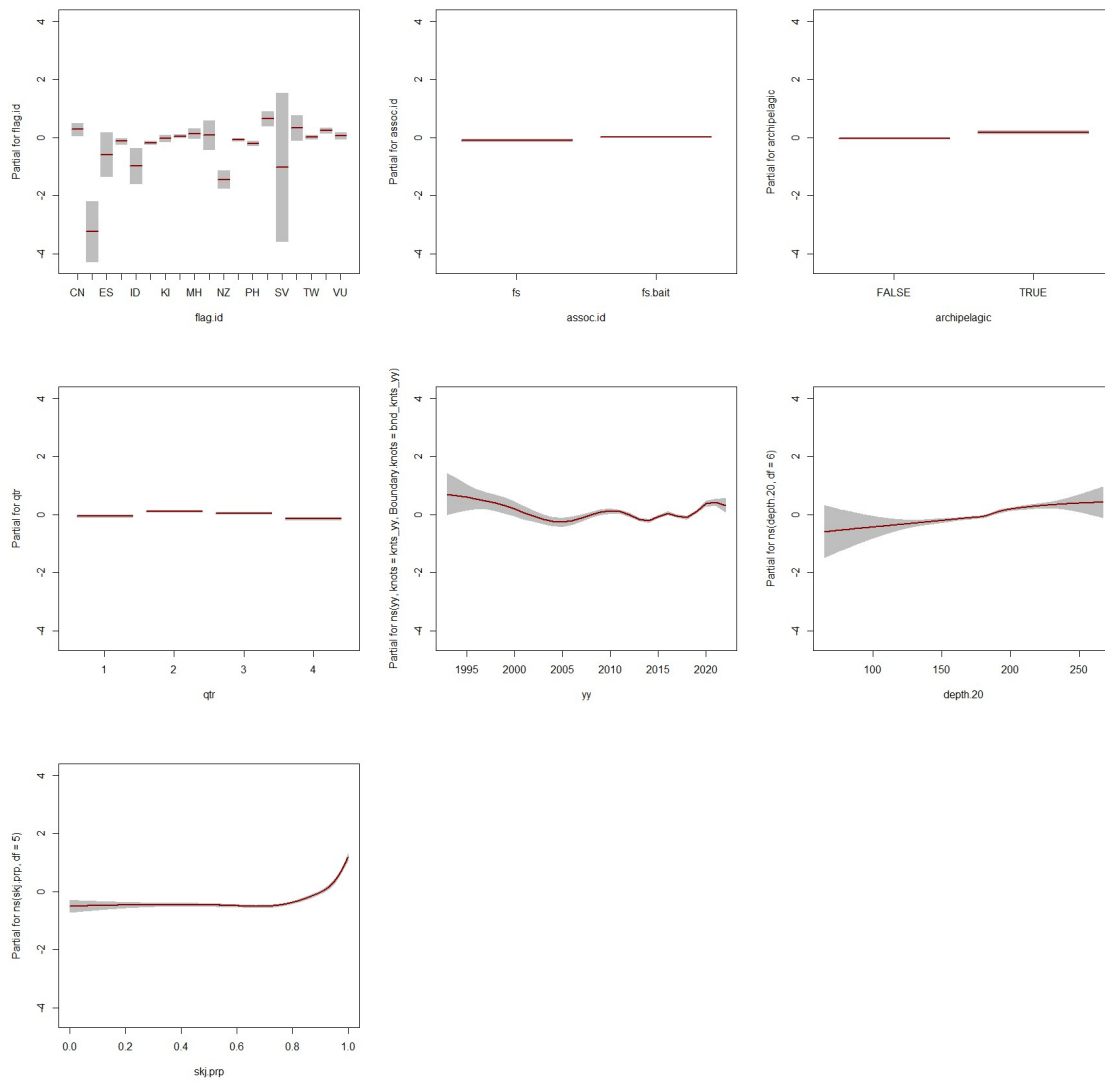 Partial for flag.id
4
2
0
-2
-4
CN ES ID KI MH NZ PH SV TW VU
flag.id
Partial for assoc.id
4
2
0
-2
-4
fs fs.bait
assoc.id
Partial for archipelagic
4
2
0
-2
-4
FALSE TRUE
archipelagic
Partial for qtr
4
2
0
-2
-4
1 2 3 4
qtr
Partial for ns(yy, knots = knts_yy, Boundary.knots = bnd_knts_yy)
4
2
0
-2
-4
1995 2000 2005 2010 2015 2020
yy
Partial for ns(depth.20, df = 6)
4
2
0
-2
-4
100 150 200 250
depth.20
Partial for ns(skj.prp, df = 5)
4
2
0
-2
-4
0.0 0.2 0.4 0.6 0.8 1.0
skj.prp